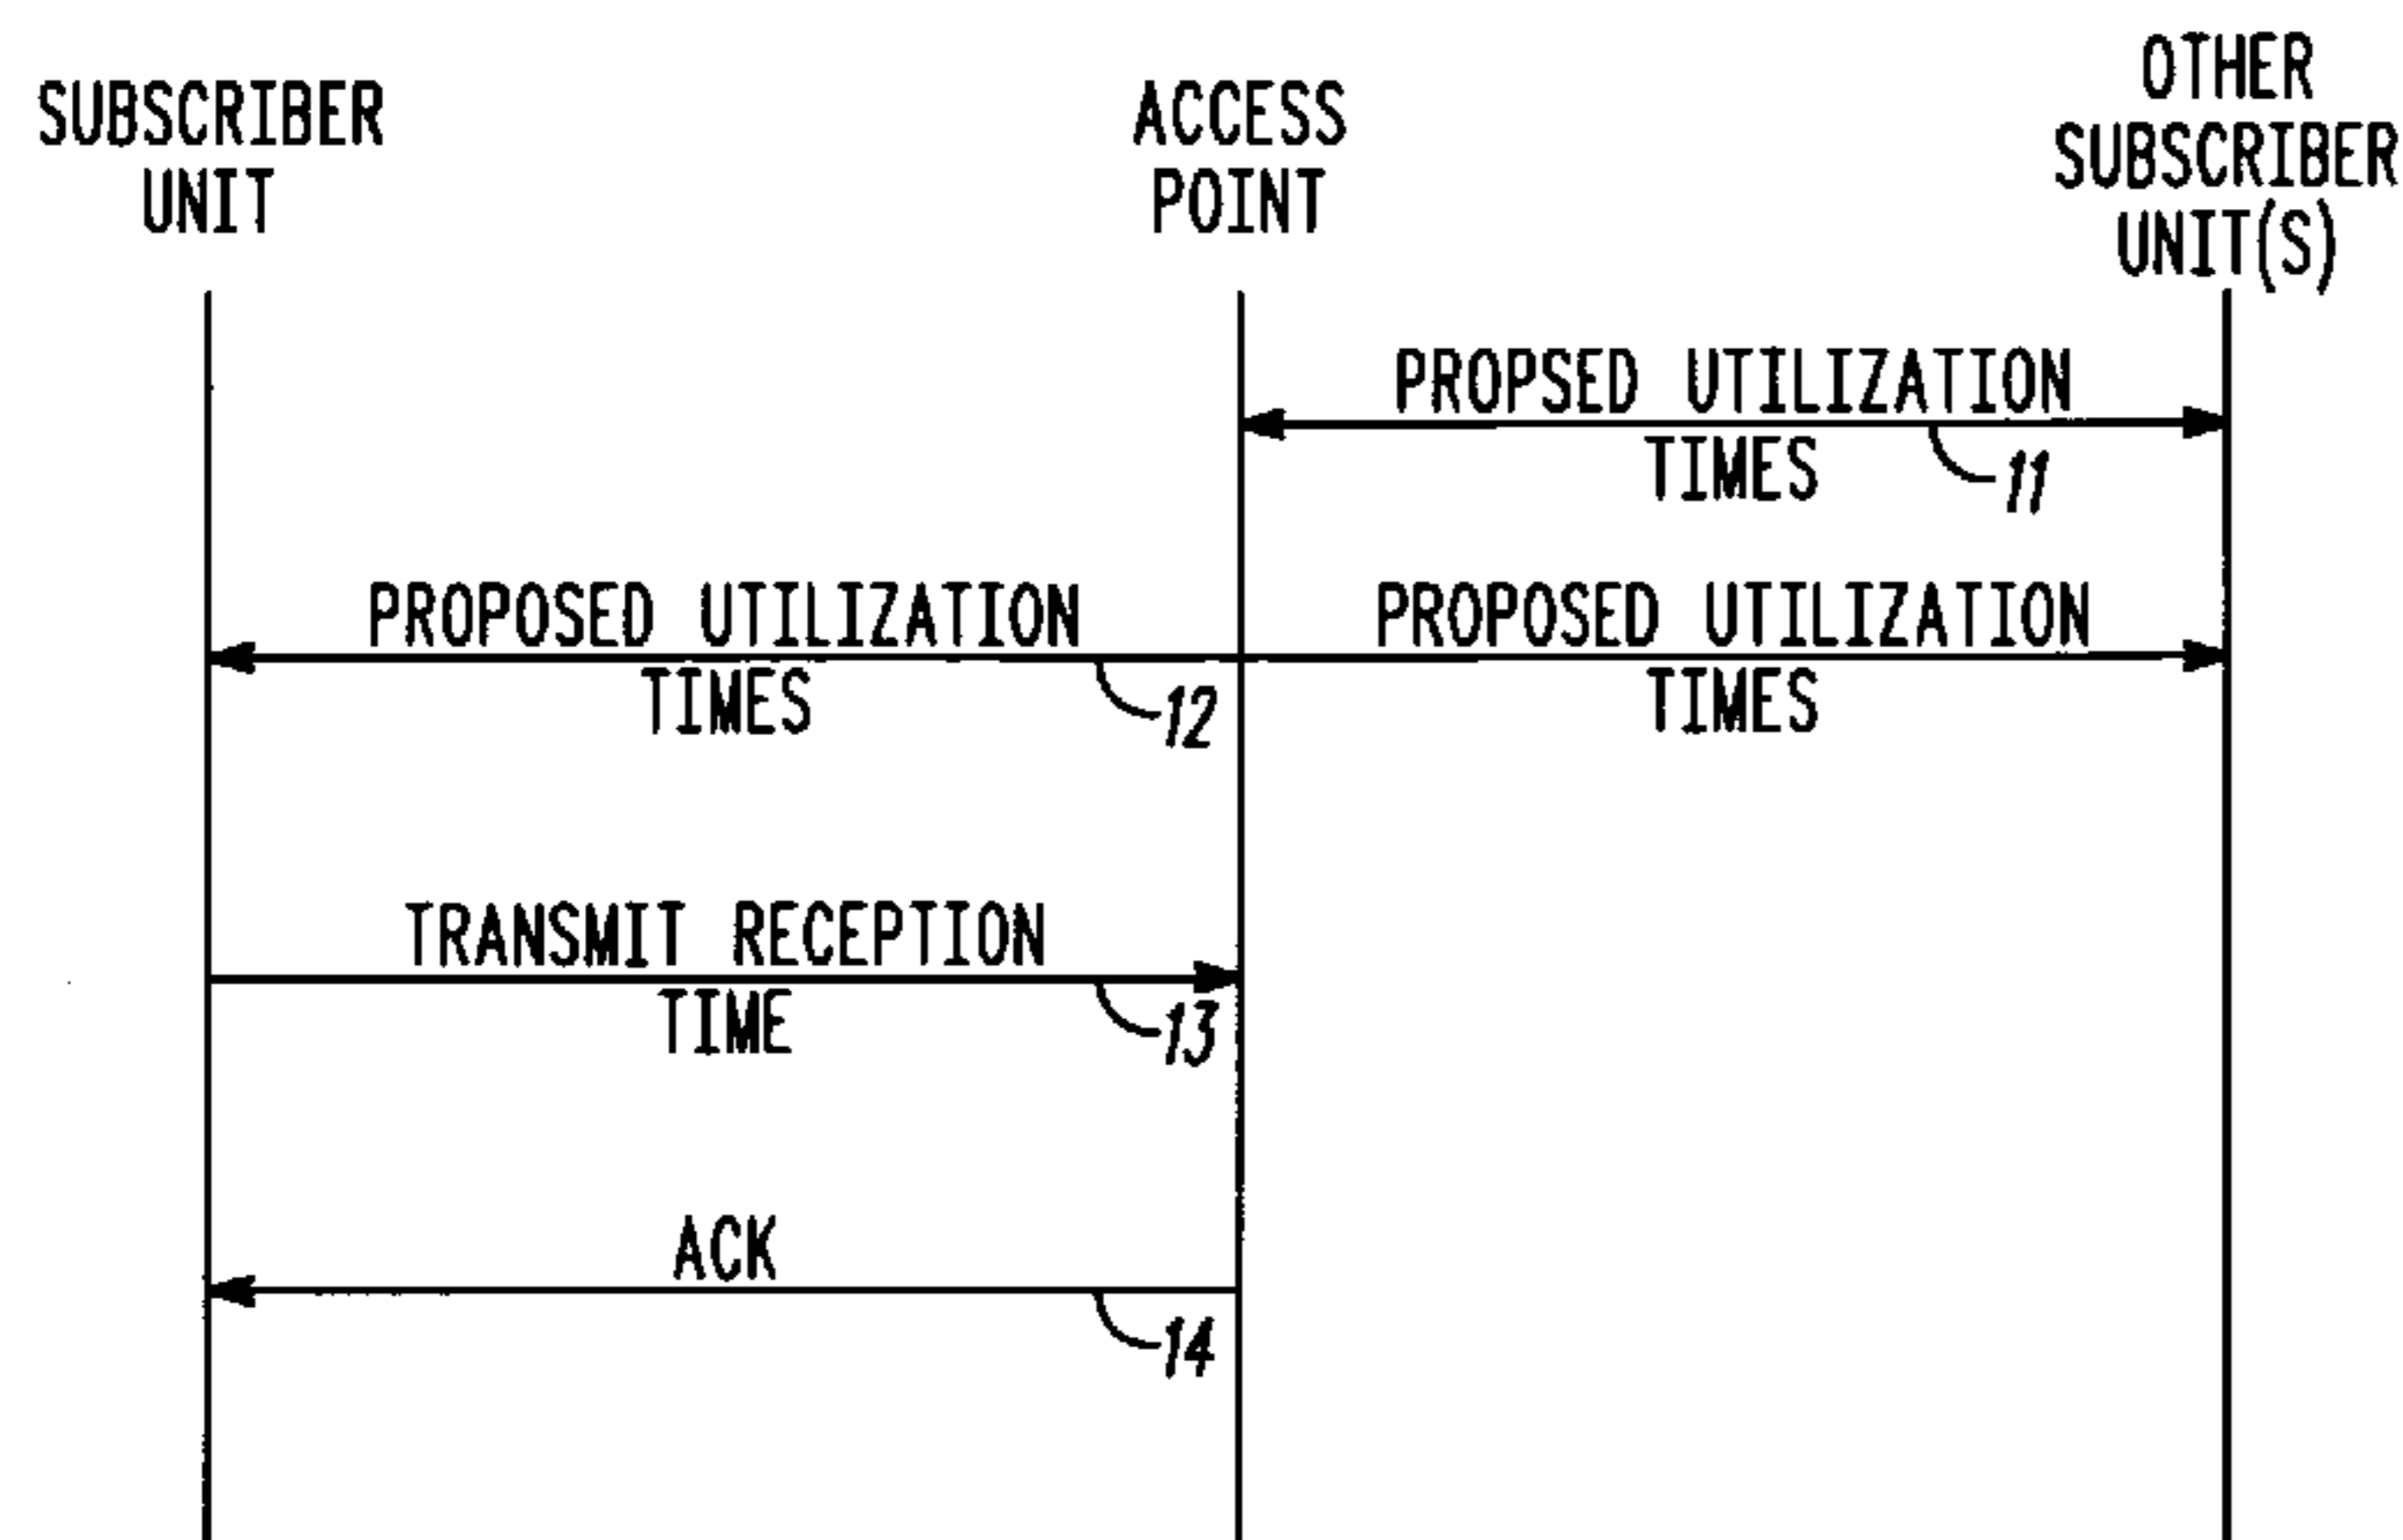 SUBSCRIBER
UNIT
ACCESS
POINT
OTHER
SUBSCRIBER
UNIT(S)
PROPSED UTILIZATION
TIMES
11
PROPOSED UTILIZATION
TIMES
12
PROPOSED UTILIZATION
TIMES
TRANSMIT RECEPTION
TIME
13
ACK
14